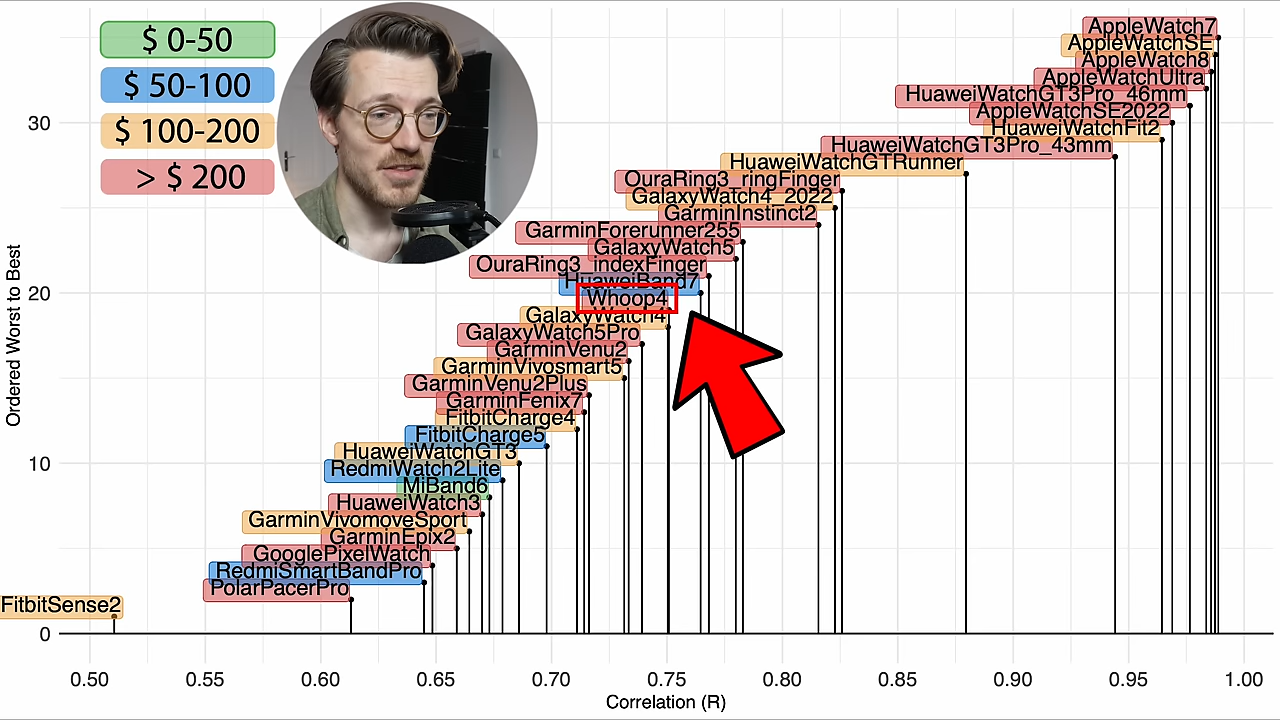 $ 0-50
$ 50-100
$ 100-200
> $ 200
AppleWatch7
AppleWatchSE
AppleWatch8
AppleWatchUltra
HuaweiWatchGT3Pro_46mm
AppleWatchSE2022
HuaweiWatchFit2
HuaweiWatchGT3Pro_43mm
HuaweiWatchGTRunner
OuraRing3_ringFinger
GalaxyWatch4_2022
GarminInstinct2
GarminForerunner255
GalaxyWatch5
OuraRing3_indexFinger
HuaweiBand7
Whoop4
GalaxyWatch4
GalaxyWatch5Pro
GarminVenu2
GarminVivosmart5
GarminVenu2Plus
GarminFenix7
FitbitCharge4
FitbitCharge5
HuaweiWatchGT3
RedmiWatch2Lite
MiBand6
HuaweiWatch3
GarminVivomoveSport
GarminEpix2
GooglePixelWatch
RedmiSmartBandPro
PolarPacerPro
FitbitSense2
Ordered Worst to Best
30
20
10
0
0.50 0.55 0.60 0.65 0.70 0.75 0.80 0.85 0.90 0.95 1.00
Correlation (R)